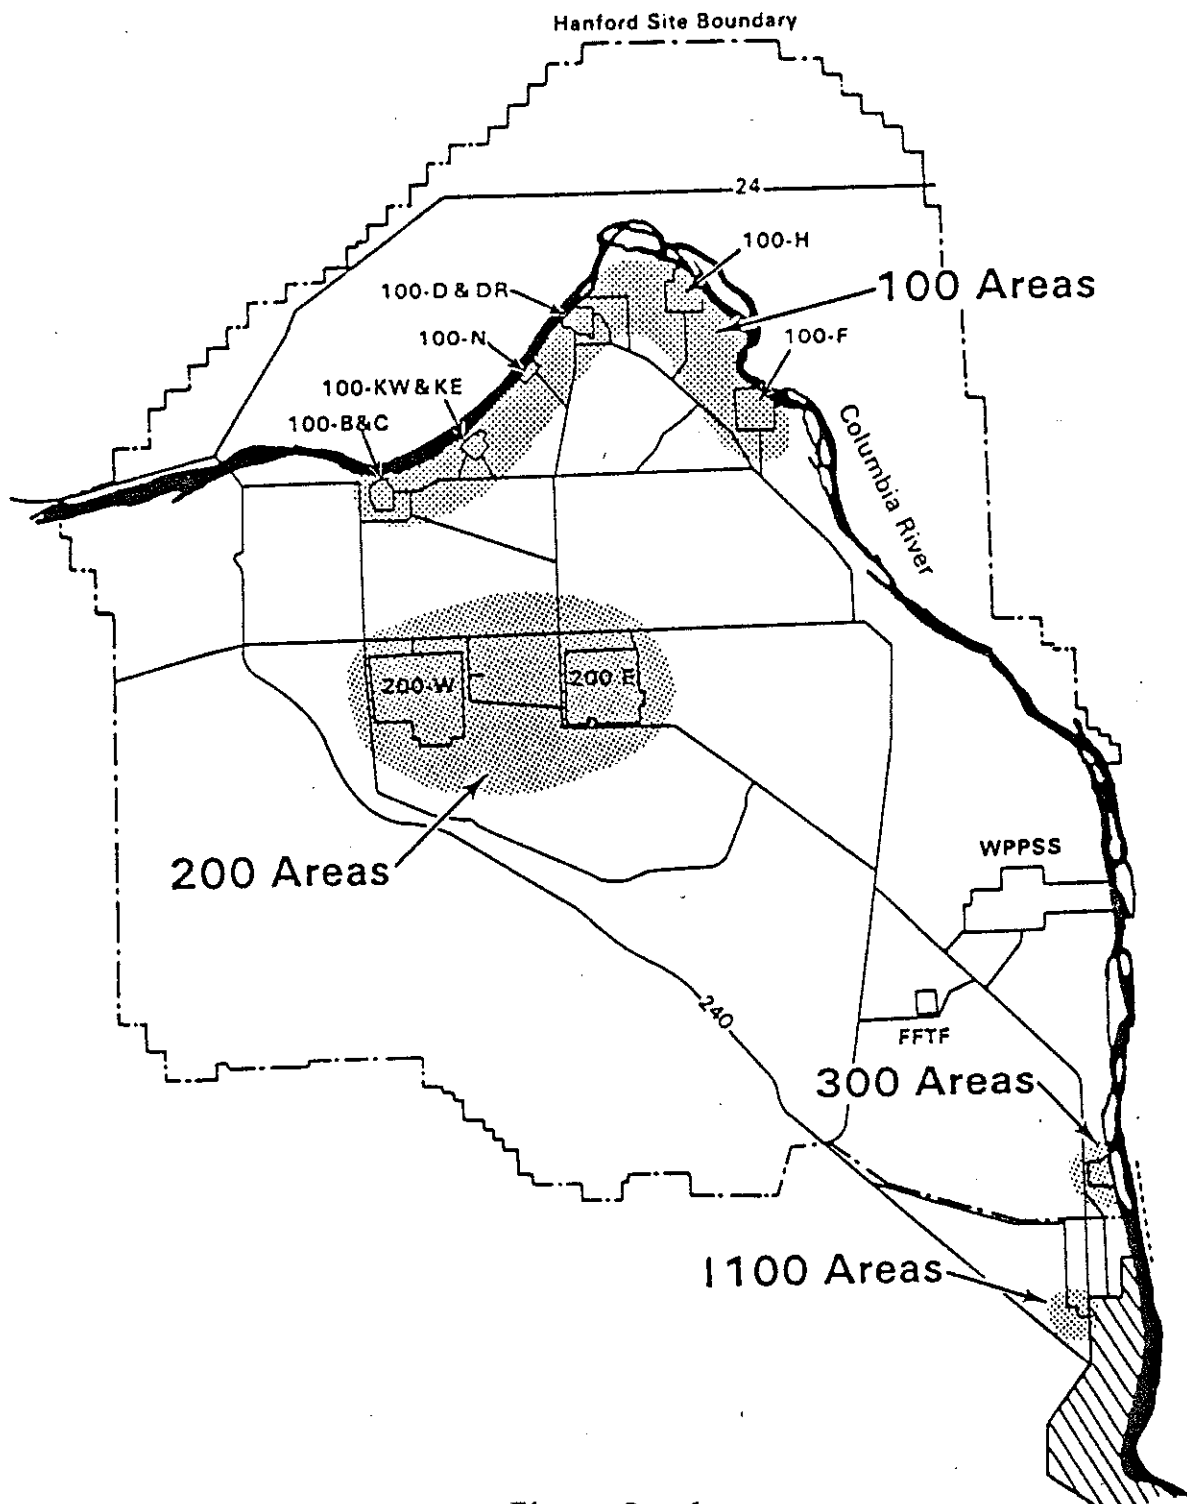 Hanford Site Boundary
24
100-H
100-D & DR
100 Areas
100-N
100-F
100-KW & KE
100-B&C
Columbia River
200-W
200 E
200 Areas
WPPSS
240
FFTF
300 Areas
1100 Areas